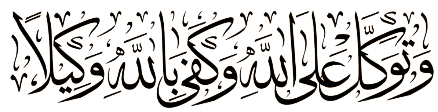 وَتَوَكَّلْ عَلَى اللَّهِ وَكَفَى بِاللَّهِ وَكِيلًا